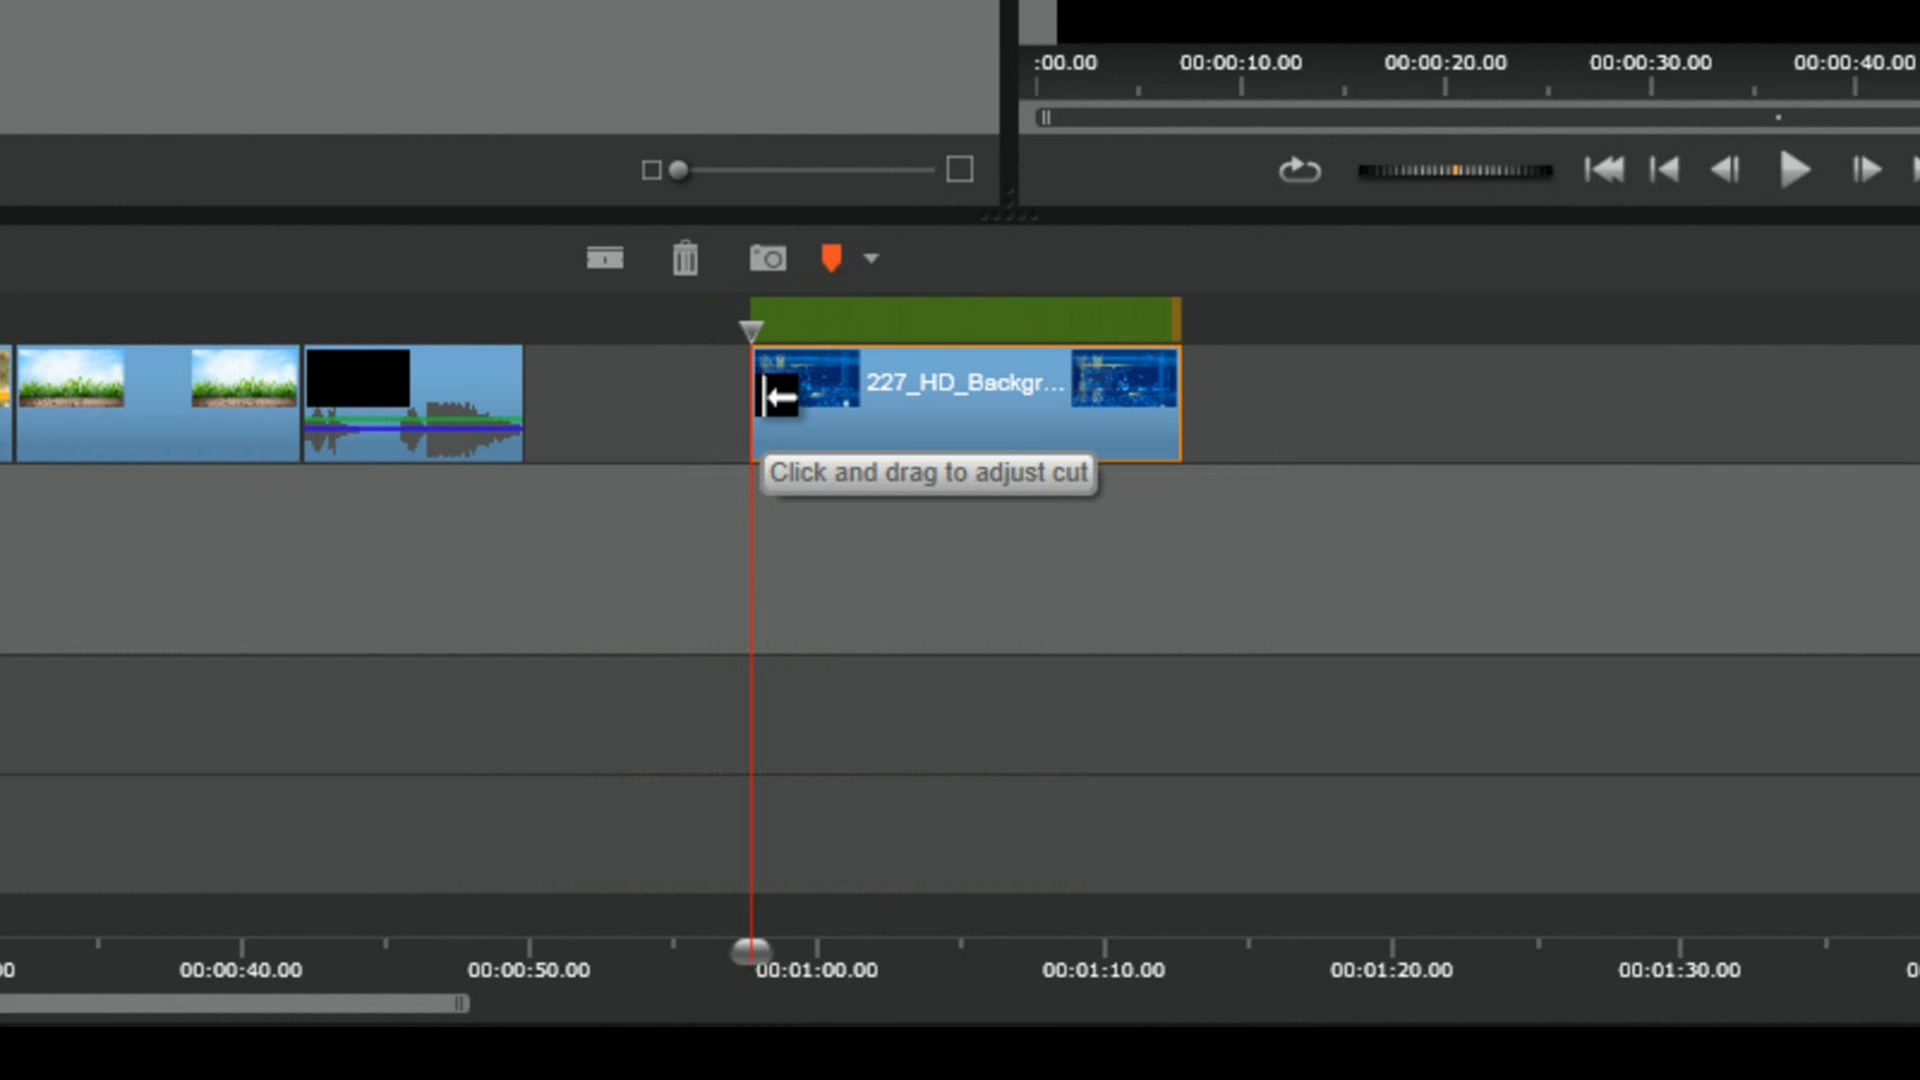 :00.00 00:00:10.00 00:00:20.00 00:00:30.00 00:00:40.00
227_HD_Backgr...
Click and drag to adjust cut
00:00:40.00 00:00:50.00 00:01:00.00 00:01:10.00 00:01:20.00 00:01:30.00